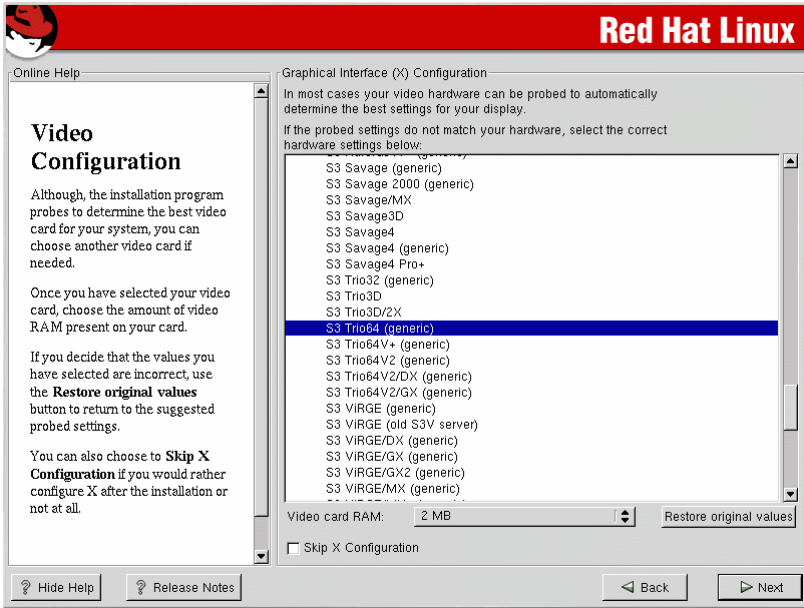 Red Hat Linux
Online Help
Video
Configuration
Although, the installation program
probes to determine the best video
card for your system, you can
choose another video card if
needed.
Once you have selected your video
card, choose the amount of video
RAM present on your card.
If you decide that the values you
have selected are incorrect, use
the Restore original values
button to return to the suggested
probed settings.
You can also choose to Skip X
Configuration if you would rather
configure X after the installation or
not at all.
Graphical Interface (X) Configuration
In most cases your video hardware can be probed to automatically
determine the best settings for your display.
If the probed settings do not match your hardware, select the correct
hardware settings below:
S3 Savage (generic)
S3 Savage 2000 (generic)
S3 Savage/MX
S3 Savage3D
S3 Savage4
S3 Savage4 (generic)
S3 Savage4 Pro+
S3 Trio32 (generic)
S3 Trio3D
S3 Trio3D/2X
S3 Trio64 (generic)
S3 Trio64V+ (generic)
S3 Trio64V2 (generic)
S3 Trio64V2/DX (generic)
S3 Trio64V2/GX (generic)
S3 ViRGE (generic)
S3 ViRGE (old S3V server)
S3 ViRGE/DX (generic)
S3 ViRGE/GX (generic)
S3 ViRGE/GX2 (generic)
S3 ViRGE/MX (generic)
Video card RAM: 2 MB Restore original values
Skip X Configuration
Hide Help Release Notes Back Next